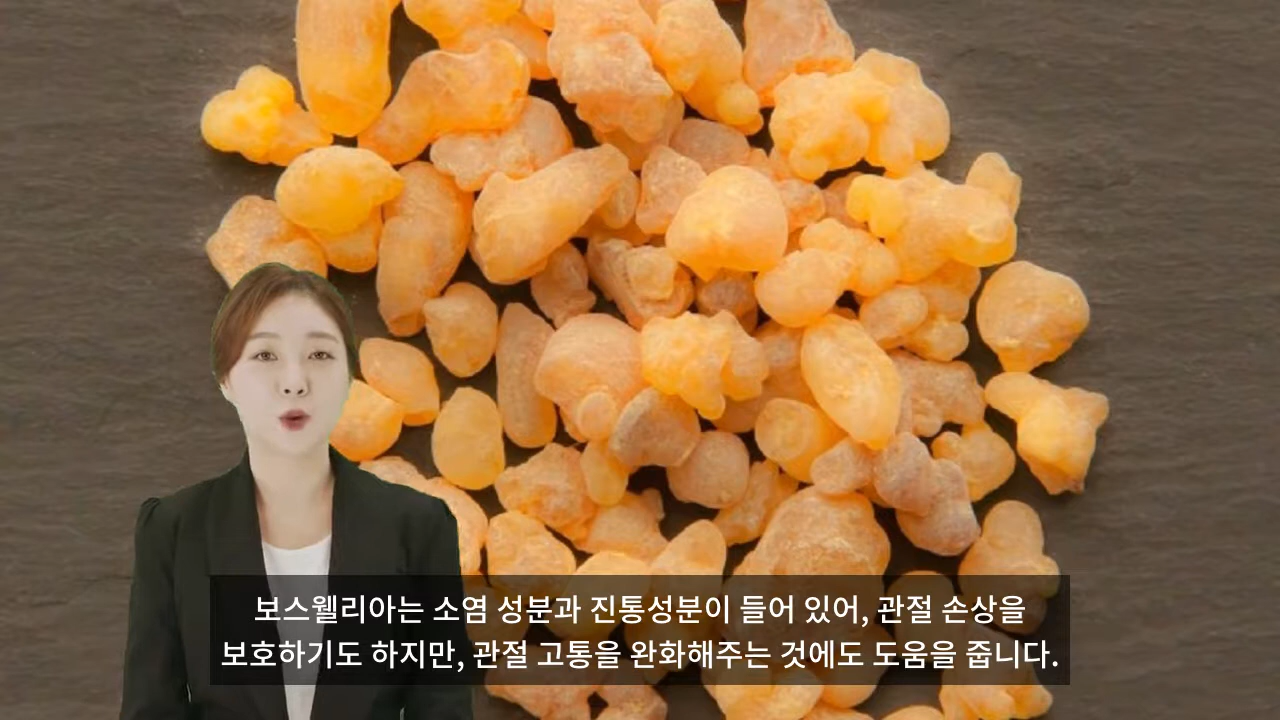 보스웰리아는 소염 성분과 진통성분이 들어 있어, 관절 손상을
보호하기도 하지만, 관절 고통을 완화해주는 것에도 도움을 줍니다.